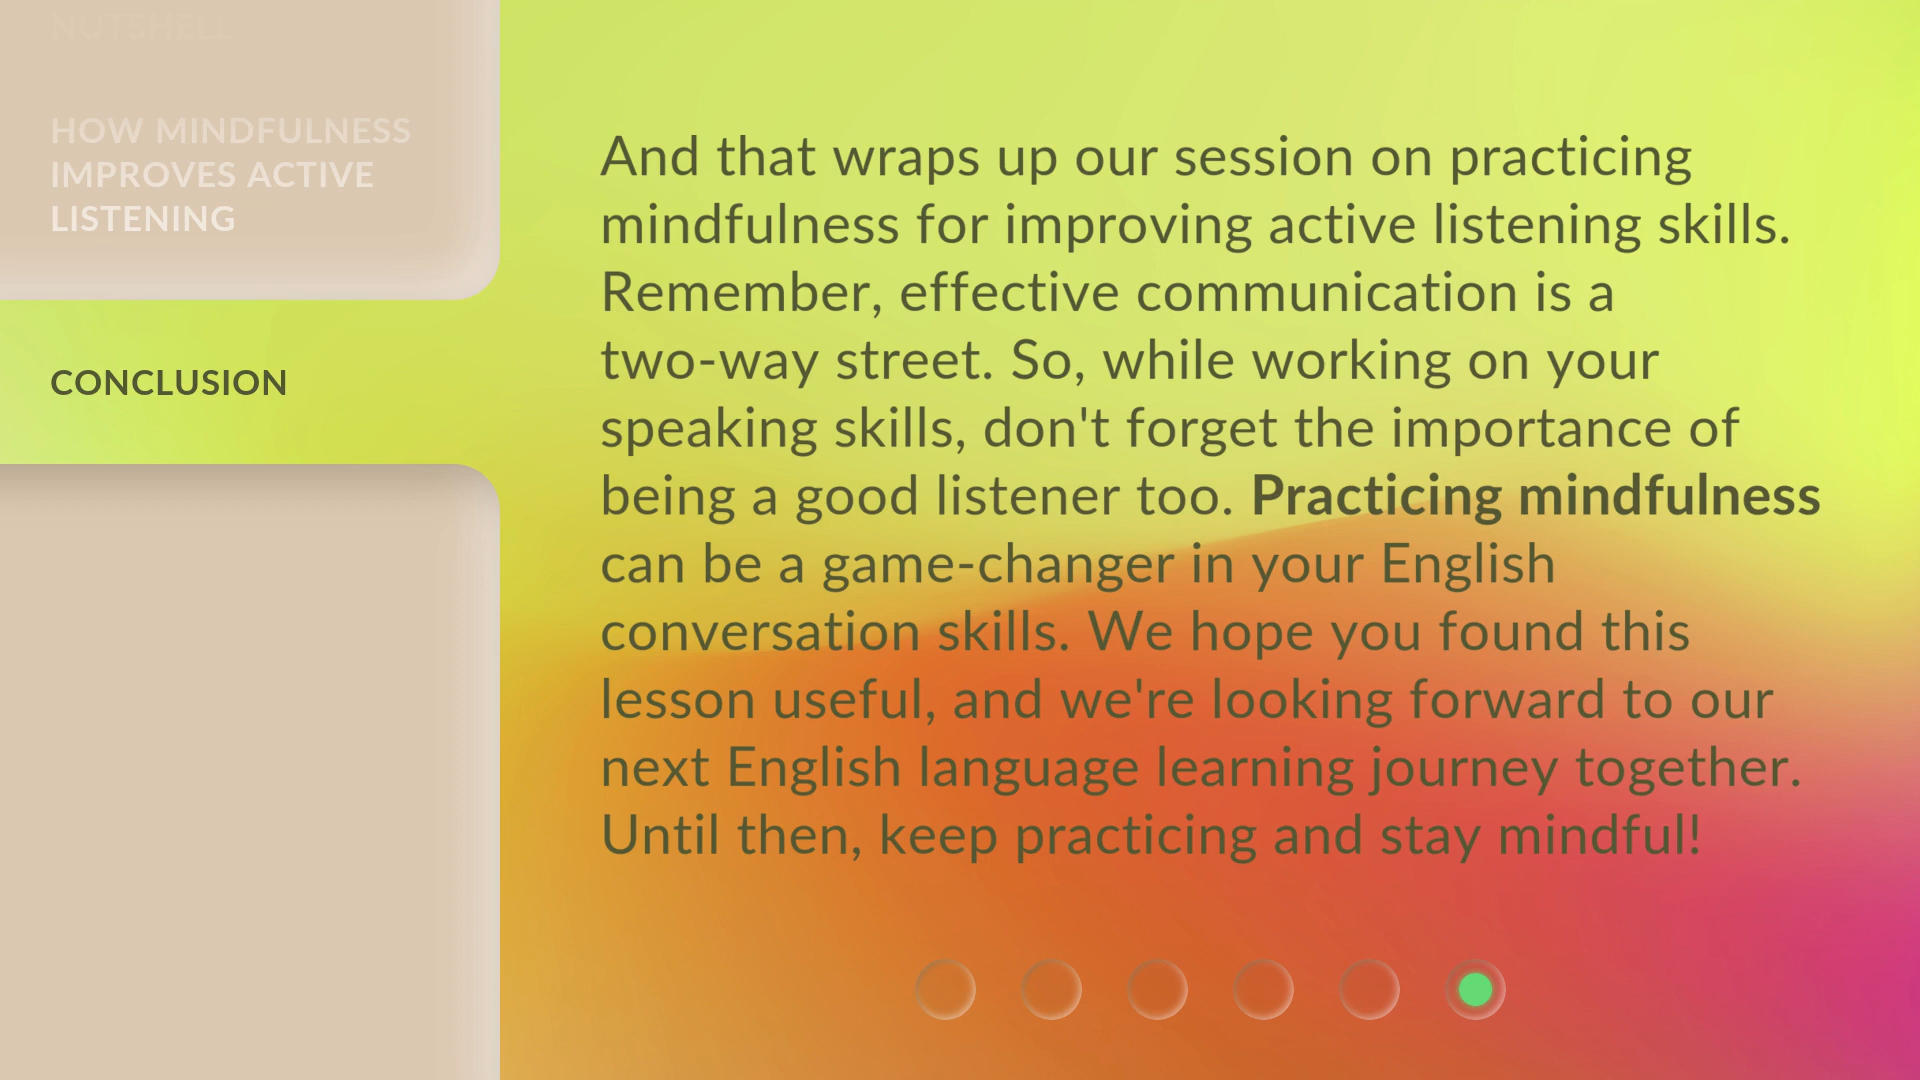 NUTSHELL
HOW MINDFULNESS
IMPROVES ACTIVE
LISTENING
CONCLUSION
And that wraps up our session on practicing
mindfulness for improving active listening skills.
Remember, effective communication is a
two-way street. So, while working on your
speaking skills, don't forget the importance of
being a good listener too. Practicing mindfulness
can be a game-changer in your English
conversation skills. We hope you found this
lesson useful, and we're looking forward to our
next English language learning journey together.
Until then, keep practicing and stay mindful!